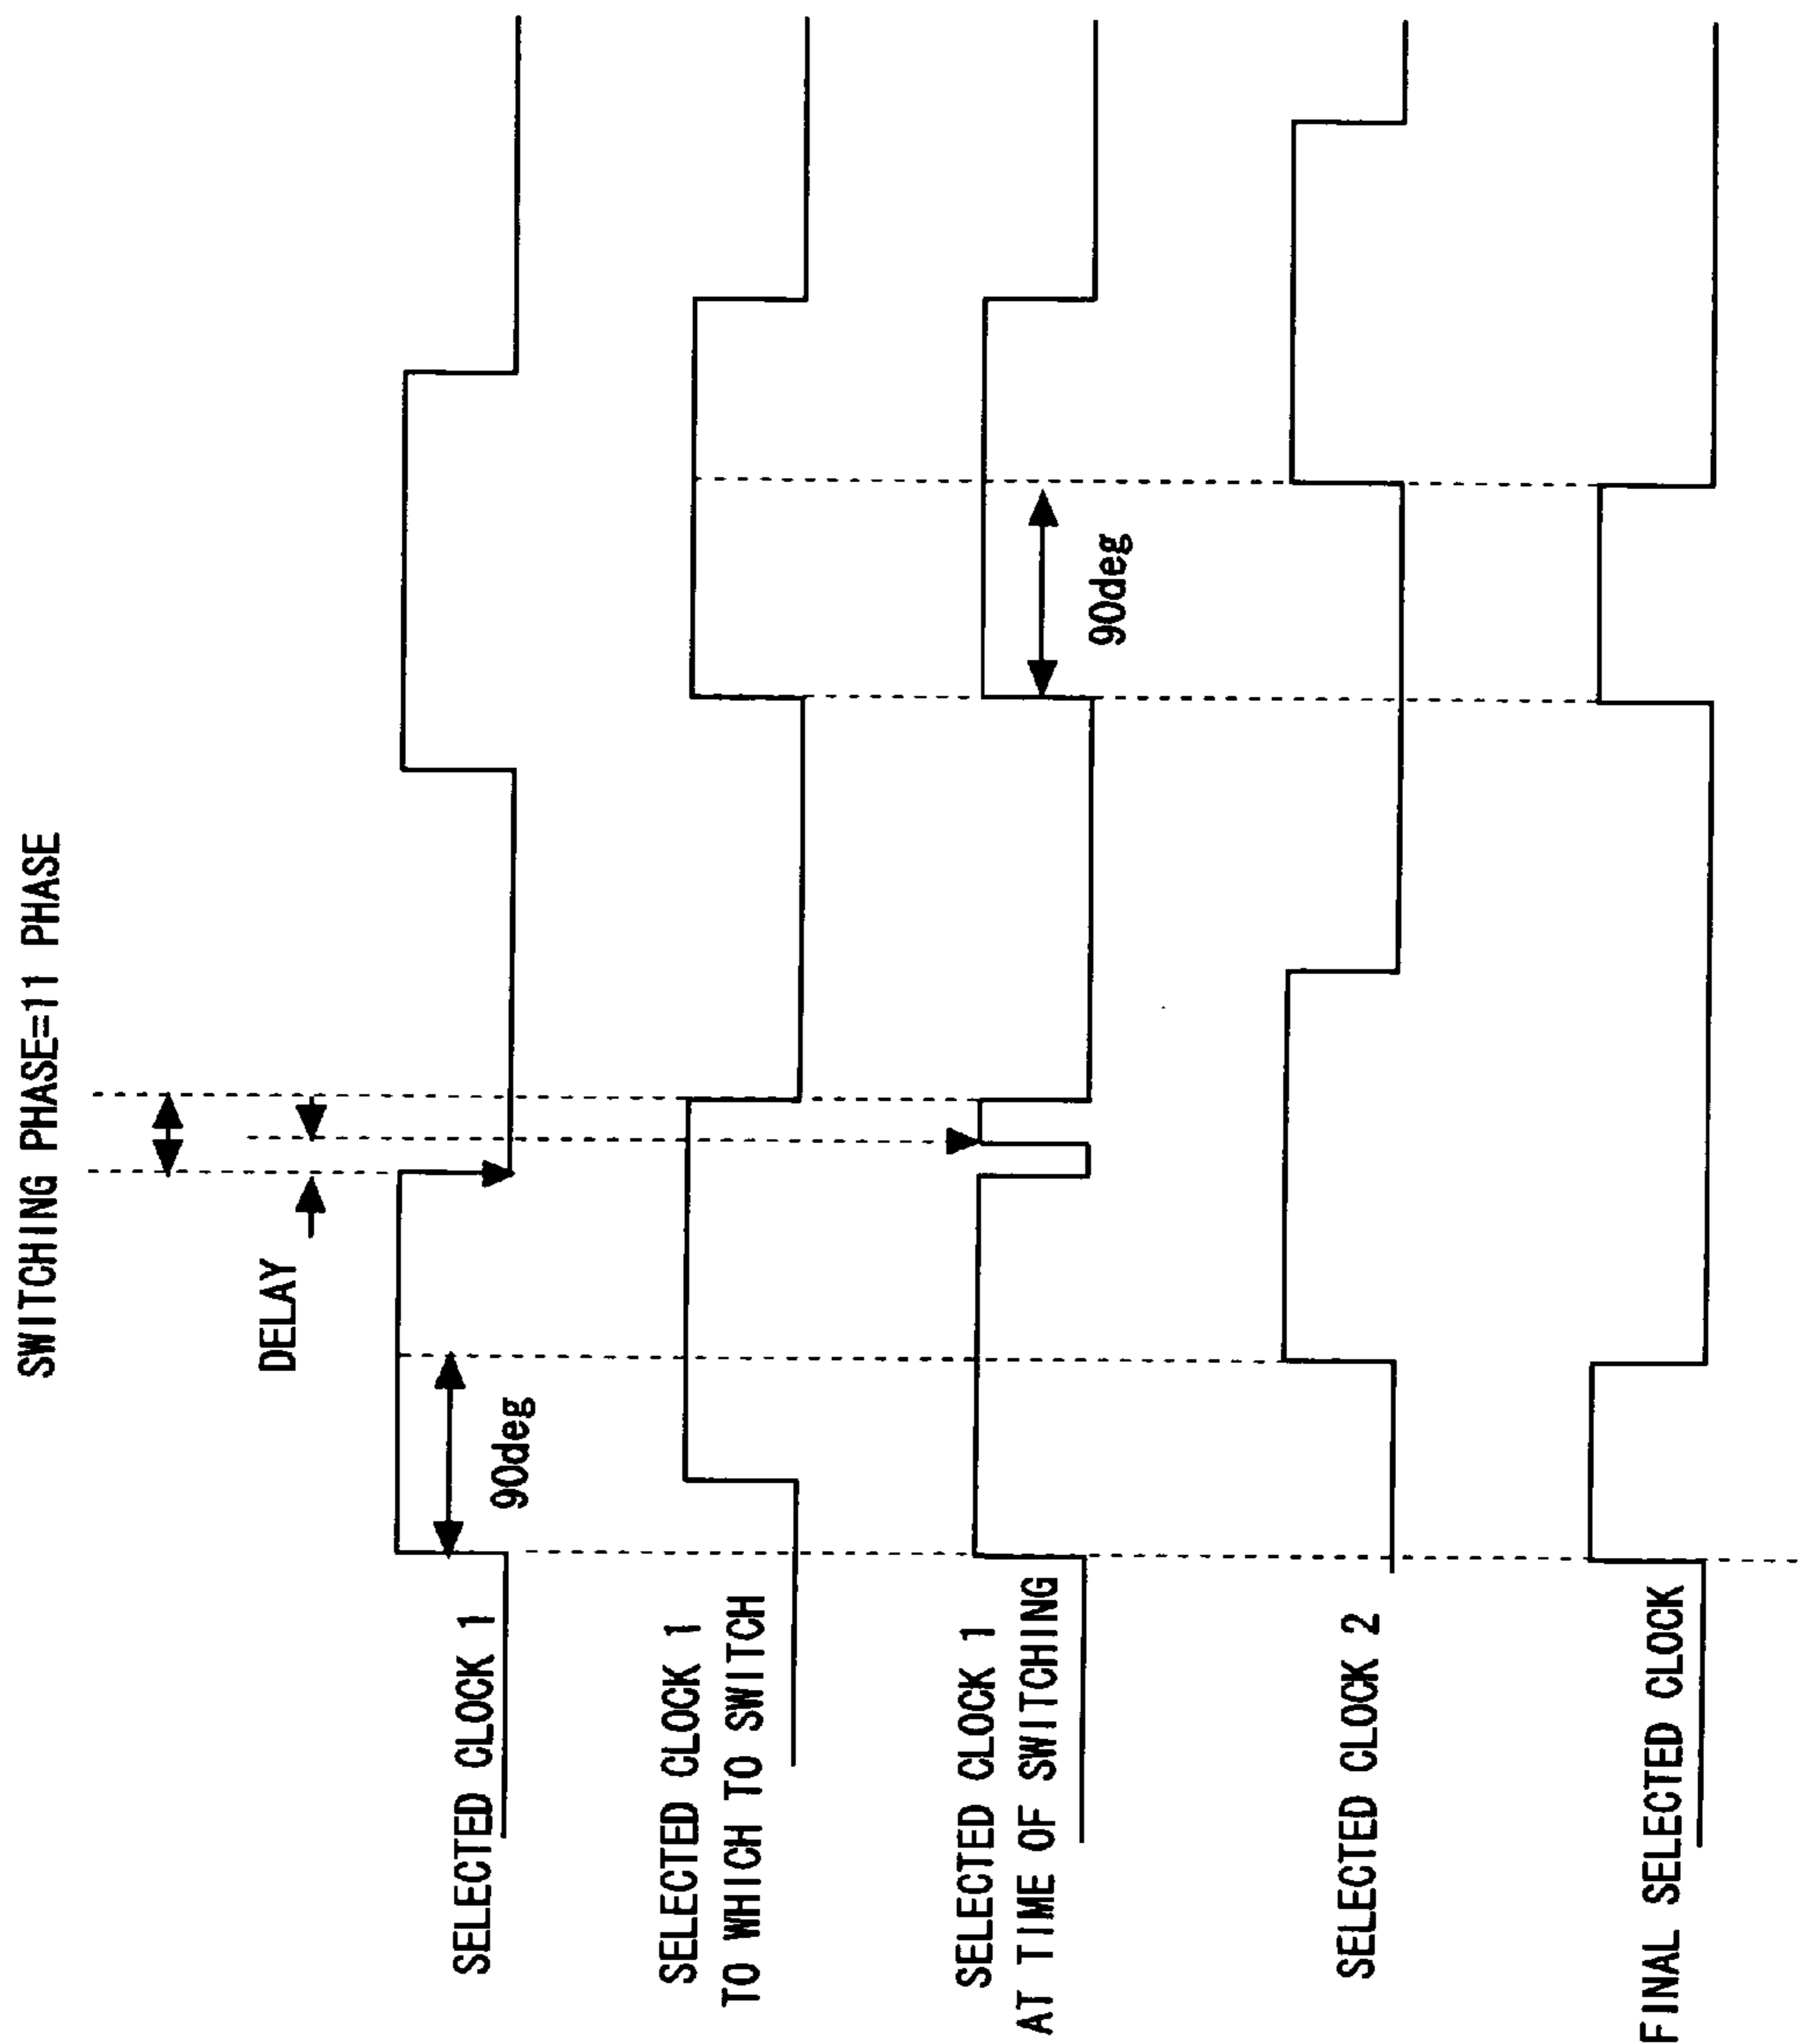 SWITCHING PHASE=11 PHASE
DELAY
SELECTED CLOCK 1
90deg
SELECTED CLOCK 1
TO WHICH TO SWITCH
SELECTED CLOCK 1
AT TIME OF SWITCHING
90deg
SELECTED CLOCK 2
FINAL SELECTED CLOCK